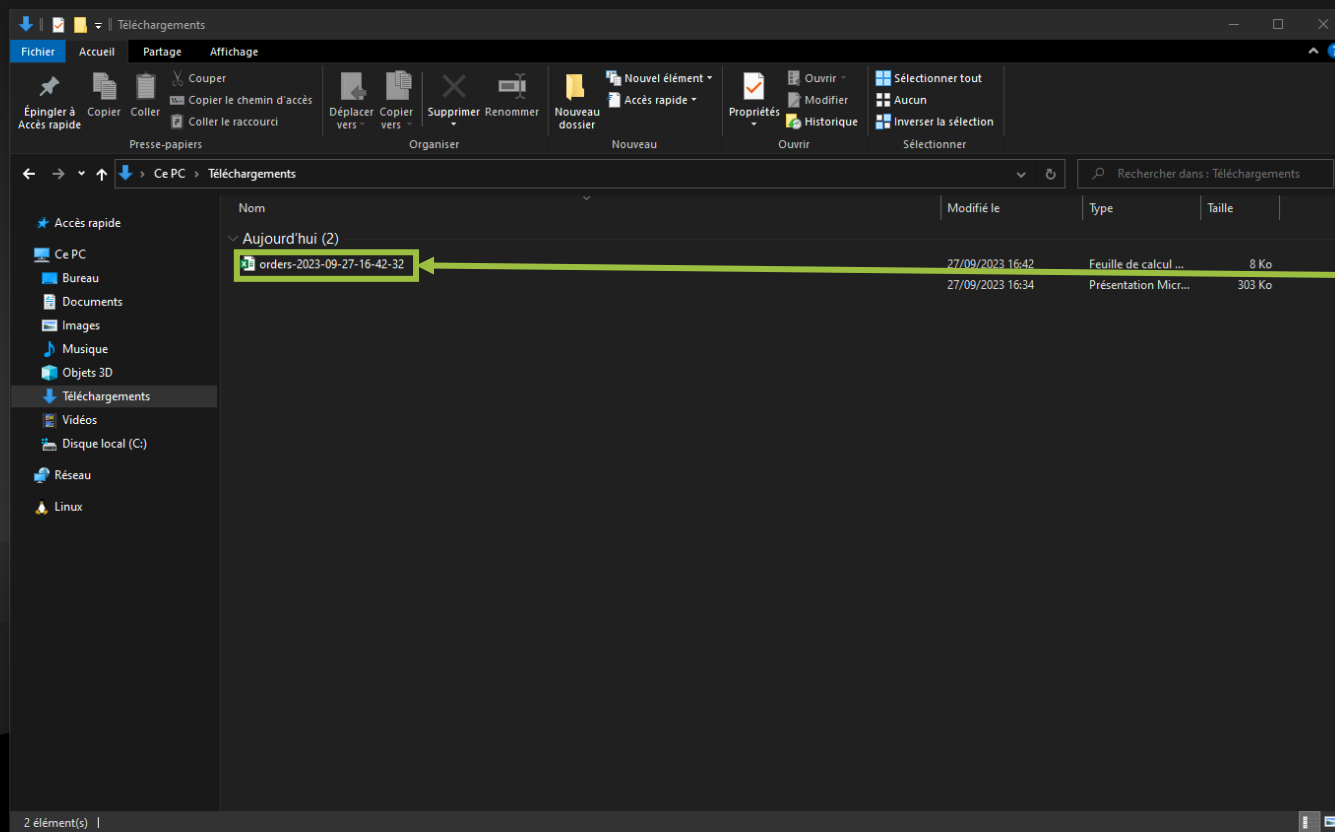 Téléchargements
Fichier Accueil Partage Affichage
Épingler à Accès rapide
Copier
Coller
Couper
Copier le chemin d'accès
Coller le raccourci
Presse-papiers
Déplacer vers
Copier vers
Supprimer
Renommer
Organiser
Nouveau dossier
Nouvel élément
Accès rapide
Nouveau
Propriétés
Ouvrir
Modifier
Historique
Ouvrir
Sélectionner tout
Aucun
Inverser la sélection
Sélectionner
Ce PC > Téléchargements
Rechercher dans : Téléchargements
Nom Modifié le Type Taille
Aujourd'hui (2)
orders-2023-09-27-16-42-32 27/09/2023 16:42 Feuille de calcul ... 8 Ko
27/09/2023 16:34 Présentation Micr... 303 Ko
Accès rapide
Ce PC
Bureau
Documents
Images
Musique
Objets 3D
Téléchargements
Vidéos
Disque local (C:)
Réseau
Linux
2 élément(s)